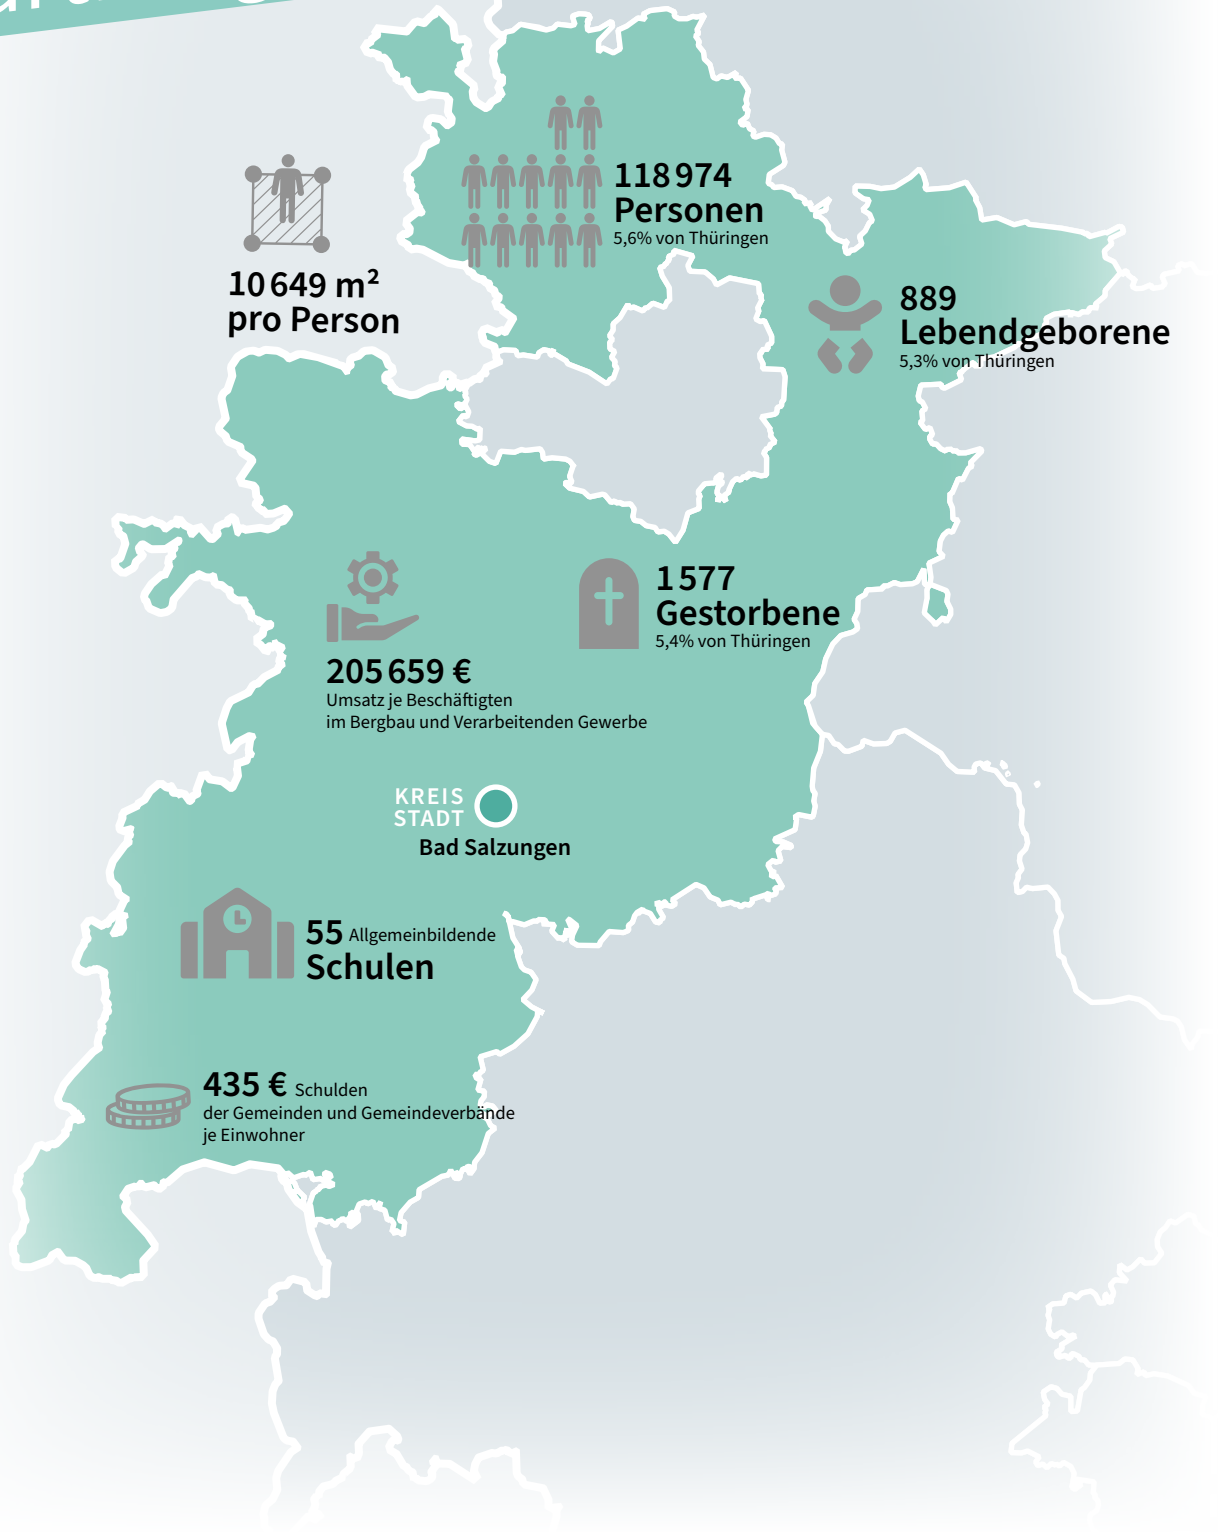 118 974
Personen
5,6% von Thüringen
10 649 m²
pro Person
889
Lebendgeborene
5,3% von Thüringen
1 577
Gestorbene
5,4% von Thüringen
205 659 €
Umsatz je Beschäftigten
im Bergbau und Verarbeitenden Gewerbe
KREIS
STADT
Bad Salzungen
55 Allgemeinbildende
Schulen
435 € Schulden
der Gemeinden und Gemeindeverbände
je Einwohner